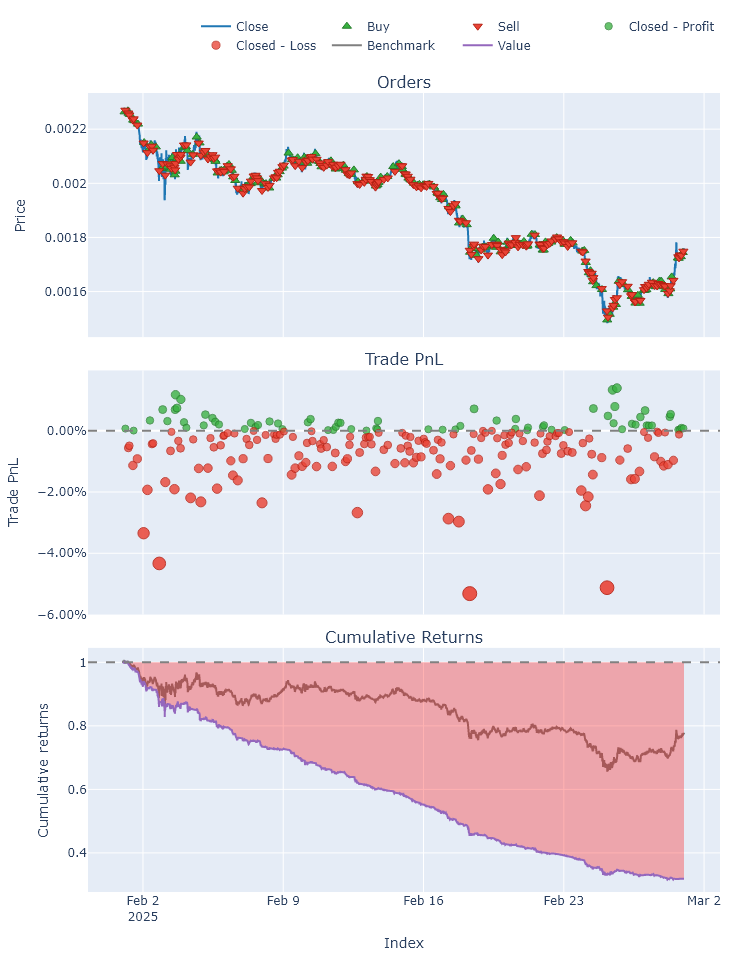 Close Buy Sell Closed - Profit
Closed - Loss Benchmark Value
Orders
0.0022
0.002
0.0018
0.0016
Price
Trade PnL
0.00%
−2.00%
−4.00%
−6.00%
Trade PnL
Cumulative Returns
1
0.8
0.6
0.4
Cumulative returns
Feb 2 Feb 9 Feb 16 Feb 23 Mar 2
2025
Index